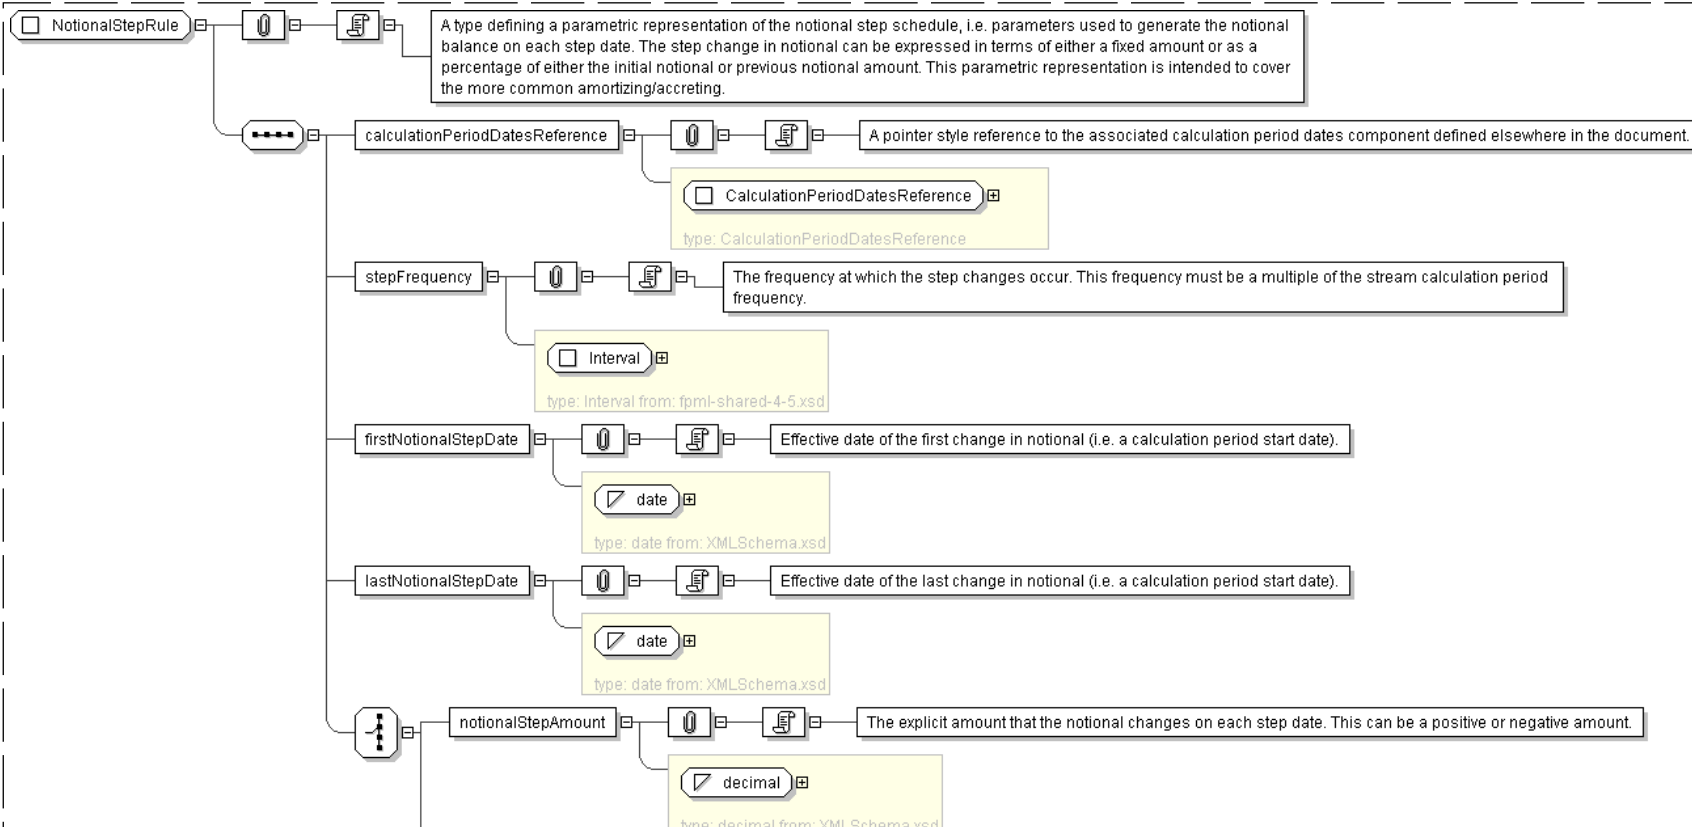 NotionalStepRule
A type defining a parametric representation of the notional step schedule, i.e. parameters used to generate the notional
balance on each step date. The step change in notional can be expressed in terms of either a fixed amount or as a
percentage of either the initial notional or previous notional amount. This parametric representation is intended to cover
the more common amortizing/accreting.
calculationPeriodDatesReference
A pointer style reference to the associated calculation period dates component defined elsewhere in the document.
CalculationPeriodDatesReference
type: CalculationPeriodDatesReference
stepFrequency
The frequency at which the step changes occur. This frequency must be a multiple of the stream calculation period
frequency.
Interval
type: Interval from: fpml-shared-4-5.xsd
firstNotionalStepDate
Effective date of the first change in notional (i.e. a calculation period start date).
date
type: date from: XMLSchema.xsd
lastNotionalStepDate
Effective date of the last change in notional (i.e. a calculation period start date).
date
type: date from: XMLSchema.xsd
notionalStepAmount
The explicit amount that the notional changes on each step date. This can be a positive or negative amount.
decimal
type: decimal from: XMLSchema.xsd